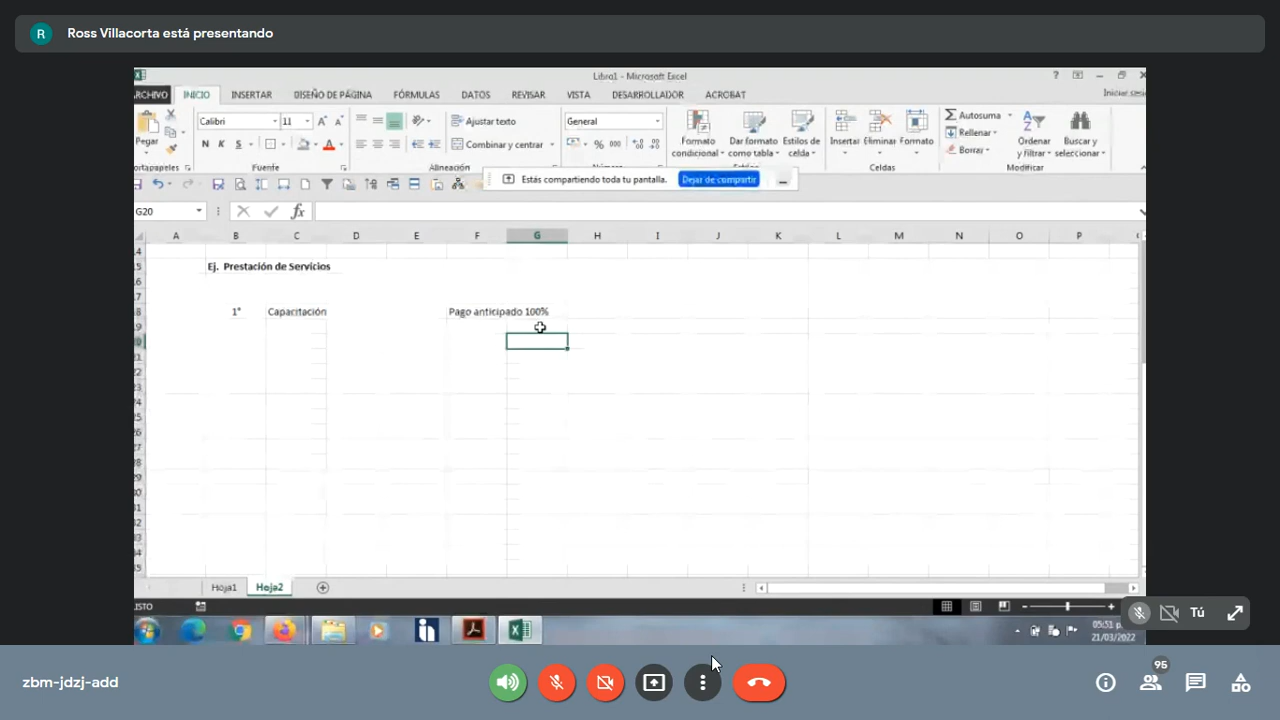 R Ross Villacorta está presentando
Libro1 - Microsoft Excel
ARCHIVO INICIO INSERTAR DISEÑO DE PÁGINA FÓRMULAS DATOS REVISAR VISTA DESARROLLADOR ACROBAT
Calibri 11 Ajustar texto General Autosuma
N K S Combinar y centrar % 000 Rellenar
Pegar Formato condicional Dar formato como tabla Estilos de celda Insertar Eliminar Formato Borrar Ordenar y filtrar Buscar y seleccionar
Fuente Alineación Celdas Modificar
Estás compartiendo toda tu pantalla. Dejar de compartir
G20 fx
A B C D E F G H I J K L M N O P
Ej. Prestación de Servicios
1° Capacitación Pago anticipado 100%
Hoja1 Hoja2
Tú
05:51
21/03/2022
zbm-jdzj-add
95